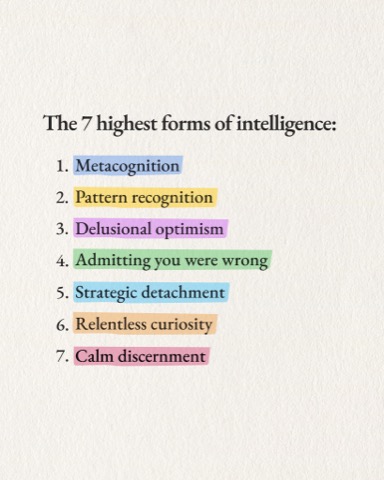 The 7 highest forms of intelligence:
1. Metacognition
2. Pattern recognition
3. Delusional optimism
4. Admitting you were wrong
5. Strategic detachment
6. Relentless curiosity
7. Calm discernment